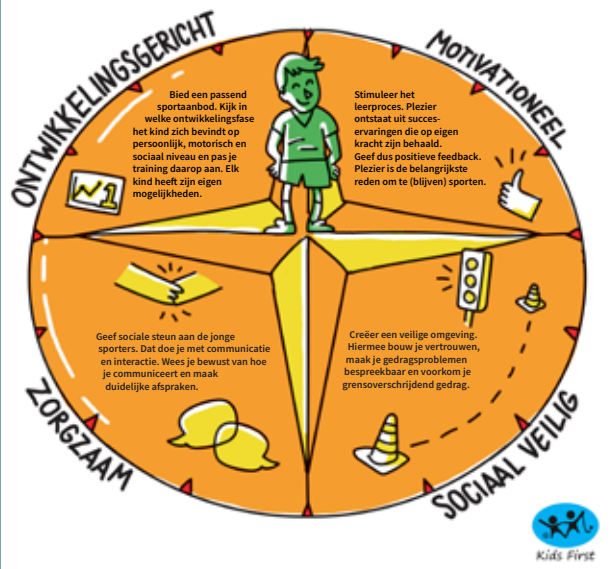 ONTWIKKELINGSGERICHT
MOTIVATIONEEL
Bied een passend
sportaanbod. Kijk in
welke ontwikkelingsfase
het kind zich bevindt op
persoonlijk, motorisch en
sociaal niveau en pas je
training daarop aan. Elk
kind heeft zijn eigen
mogelijkheden.
Stimuleer het
leerproces. Plezier
ontstaat uit succes-
ervaringen die op eigen
kracht zijn behaald.
Geef dus positieve feedback.
Plezier is de belangrijkste
reden om te (blijven) sporten.
1
Geef sociale steun aan de jonge
sporters. Dat doe je met communicatie
en interactie. Wees je bewust van hoe
je communiceert en maak
duidelijke afspraken.
Creëer een veilige omgeving.
Hiermee bouw je vertrouwen,
maak je gedragsproblemen
bespreekbaar en voorkom je
grensoverschrijdend gedrag.
ZORGZAAM
SOCIAAL VEILIG
Kids First